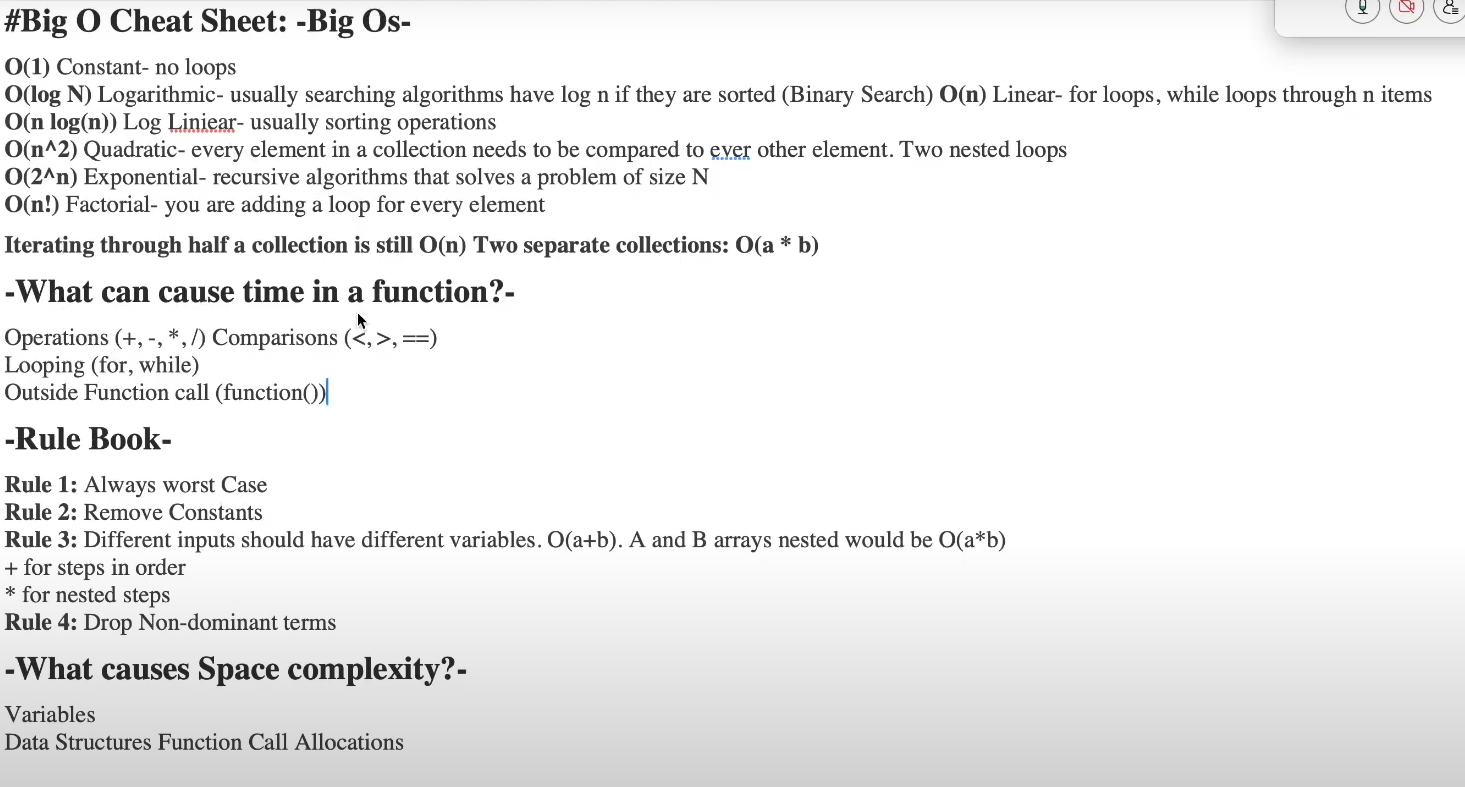 #Big O Cheat Sheet: -Big Os-
O(1) Constant- no loops
O(log N) Logarithmic- usually searching algorithms have log n if they are sorted (Binary Search) O(n) Linear- for loops, while loops through n items
O(n log(n)) Log Liniear- usually sorting operations
O(n^2) Quadratic- every element in a collection needs to be compared to ever other element. Two nested loops
O(2^n) Exponential- recursive algorithms that solves a problem of size N
O(n!) Factorial- you are adding a loop for every element
Iterating through half a collection is still O(n) Two separate collections: O(a * b)
-What can cause time in a function?-
Operations (+, -, *, /) Comparisons (<, >, ==)
Looping (for, while)
Outside Function call (function())
-Rule Book-
Rule 1: Always worst Case
Rule 2: Remove Constants
Rule 3: Different inputs should have different variables. O(a+b). A and B arrays nested would be O(a*b)
+ for steps in order
* for nested steps
Rule 4: Drop Non-dominant terms
-What causes Space complexity?-
Variables
Data Structures Function Call Allocations